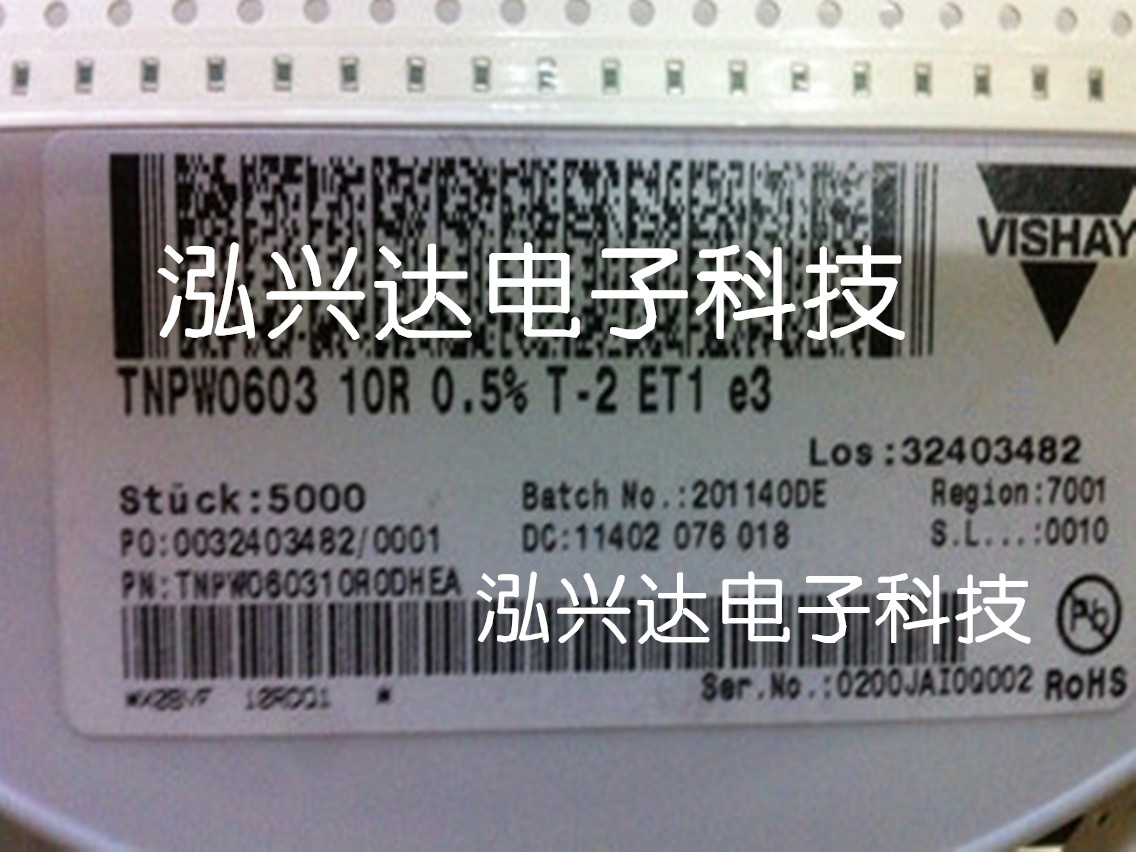 VISHAY
泓兴达电子科技
TNPW0603 10R 0.5% T-2 ET1 e3
Los:32403482
Stück:5000 Batch No.:201140DE Region:7001
PO:0032403482/0001 DC:11402 076 018 S.L...:0010
PN:TNPW060310R0DHEA
泓兴达电子科技
Pb
Ser.No.:0200JAI0Q002 RoHS